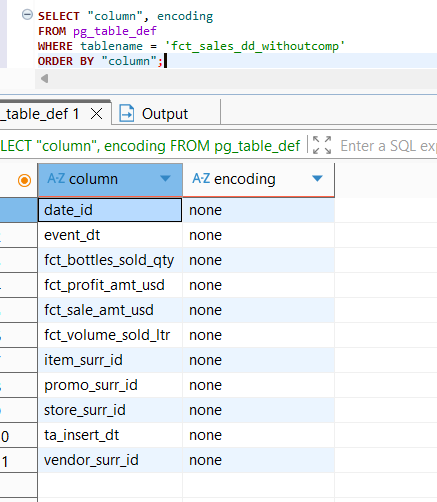 SELECT "column", encoding
FROM pg_table_def
WHERE tablename = 'fct_sales_dd_withoutcomp'
ORDER BY "column";
_table_def 1 Output
LECT "column", encoding FROM pg_table_def Enter a SQL exp
A-Z column A-Z encoding
date_id none
event_dt none
fct_bottles_sold_qty none
fct_profit_amt_usd none
fct_sale_amt_usd none
fct_volume_sold_ltr none
item_surr_id none
promo_surr_id none
store_surr_id none
0 ta_insert_dt none
1 vendor_surr_id none